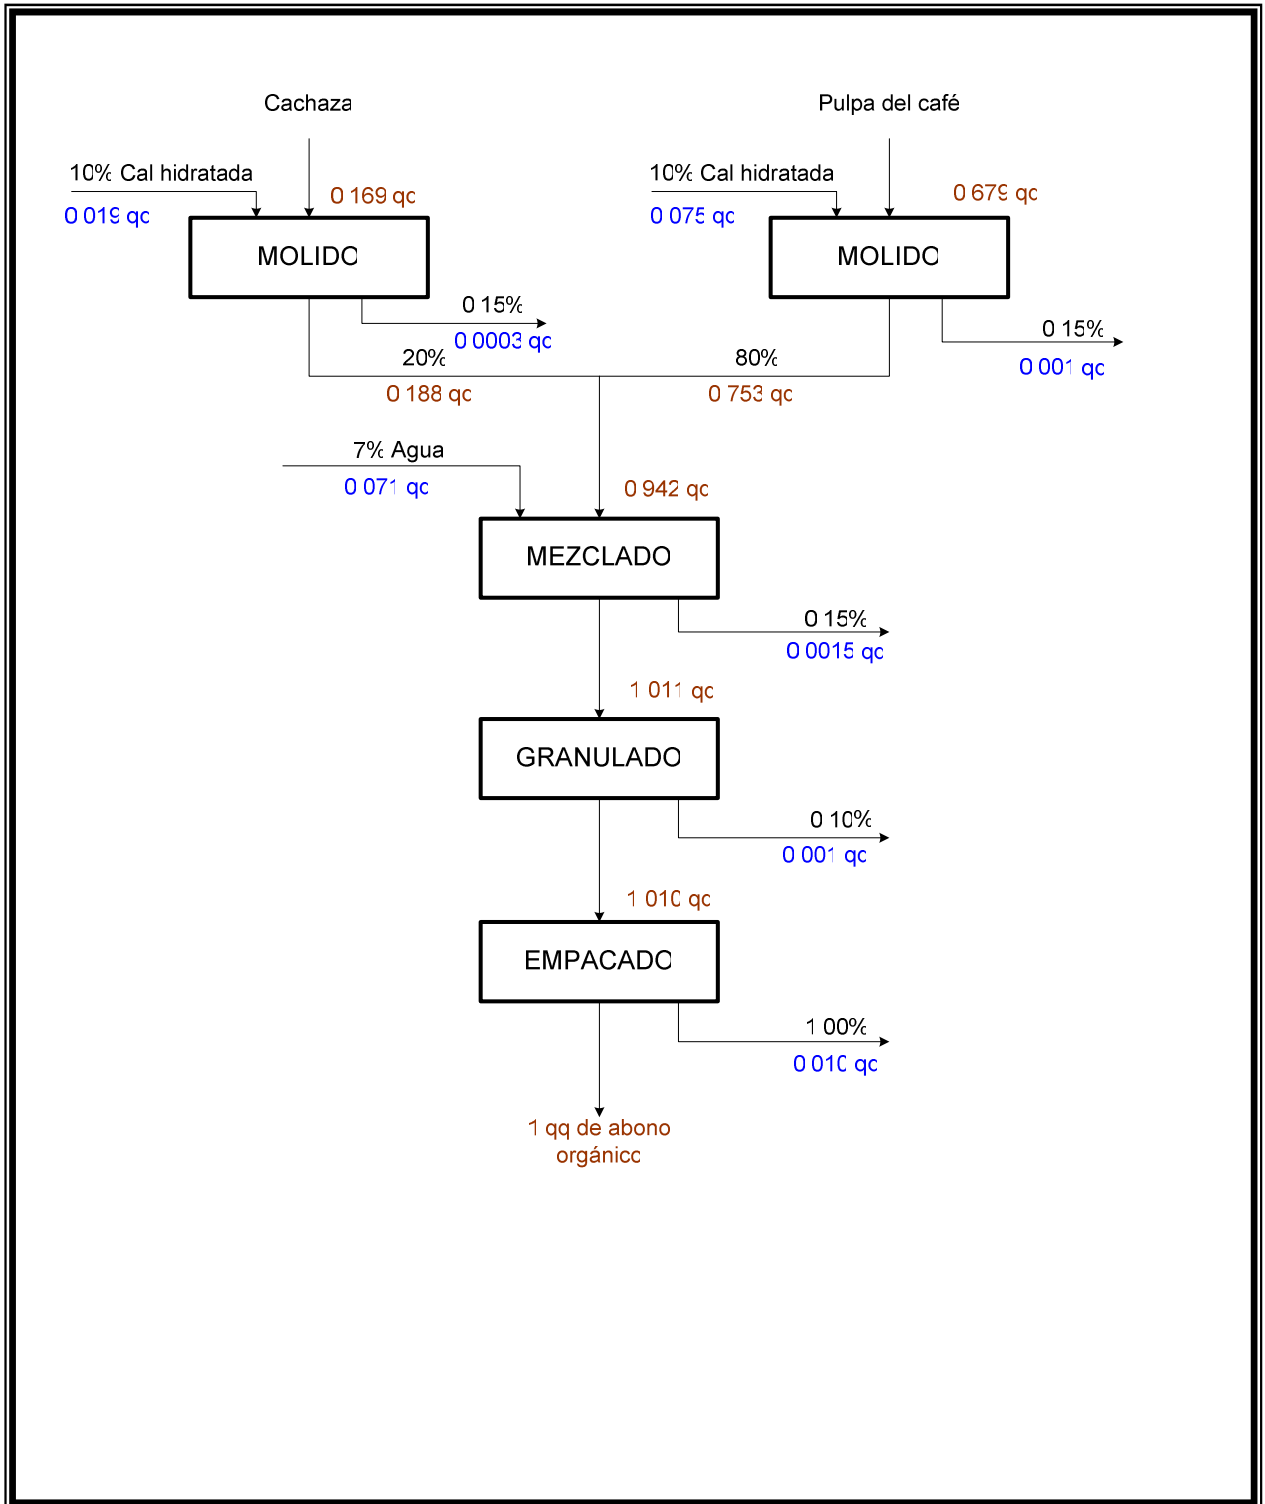 Cachaza
Pulpa del café
10% Cal hidratada
0 019 qq
0 169 qq
10% Cal hidratada
0 075 qq
0 679 qq
MOLIDO
MOLIDO
0 15%
0 0003 qq
0 15%
0 001 qq
20%
0 188 qq
80%
0 753 qq
7% Agua
0 071 qq
0 942 qq
MEZCLADO
0 15%
0 0015 qq
1 011 qq
GRANULADO
0 10%
0 001 qq
1 010 qq
EMPACADO
1 00%
0 010 qq
1 qq de abono
orgánico